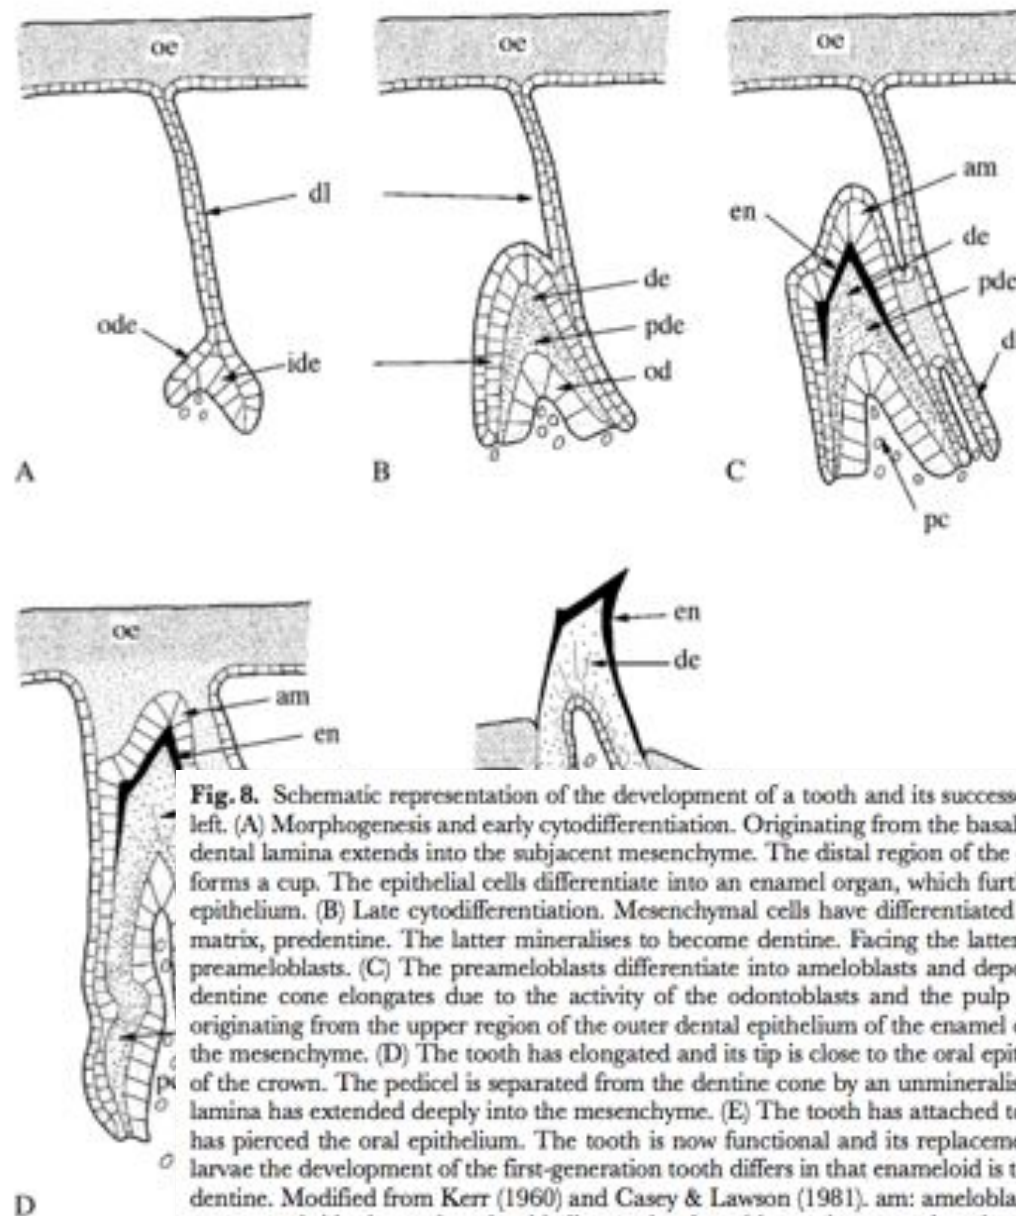 oe
oe
oe
dl
am
en
de
de
pde
ode
pde
ide
od
A
B
C
pc
oe
en
de
am
en
D
Fig. 8. Schematic representation of the development of a tooth and its
left. (A) Morphogenesis and early cytodifferentiation. Originating from the basal
dental lamina extends into the subjacent mesenchyme. The distal region of the
forms a cup. The epithelial cells differentiate into an enamel organ, which
epithelium. (B) Late cytodifferentiation. Mesenchymal cells have differentiated
matrix, predentine. The latter mineralises to become dentine. Facing the latter
preameloblasts. (C) The preameloblasts differentiate into ameloblasts and
dentine cone elongates due to the activity of the odontoblasts and the pulp
originating from the upper region of the outer dental epithelium of the enamel
the mesenchyme. (D) The tooth has elongated and its tip is close to the oral
of the crown. The pedicel is separated from the dentine cone by an
lamina has extended deeply into the mesenchyme. (E) The tooth has attached
has pierced the oral epithelium. The tooth is now functional and its
larvae the development of the first-generation tooth differs in that enameloid is
dentine. Modified from Kerr (1960) and Casey & Lawson (1981). am: